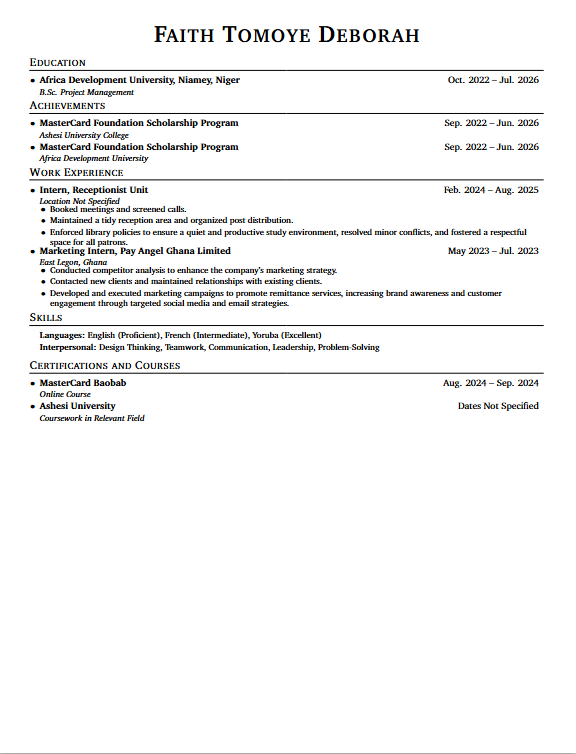 Faith Tomoye Deborah
Education
• Africa Development University, Niamey, Niger Oct. 2022 – Jul. 2026
B.Sc. Project Management
Achievements
• MasterCard Foundation Scholarship Program Sep. 2022 – Jun. 2026
Ashesi University College
• MasterCard Foundation Scholarship Program Sep. 2022 – Jun. 2026
Africa Development University
Work Experience
• Intern, Receptionist Unit Feb. 2024 – Aug. 2025
Location Not Specified
• Booked meetings and screened calls.
• Maintained a tidy reception area and organized post distribution.
• Enforced library policies to ensure a quiet and productive study environment, resolved minor conflicts, and fostered a respectful
space for all patrons.
• Marketing Intern, Pay Angel Ghana Limited May 2023 – Jul. 2023
East Legon, Ghana
• Conducted competitor analysis to enhance the company's marketing strategy.
• Contacted new clients and maintained relationships with existing clients.
• Developed and executed marketing campaigns to promote remittance services, increasing brand awareness and customer
engagement through targeted social media and email strategies.
Skills
Languages: English (Proficient), French (Intermediate), Yoruba (Excellent)
Interpersonal: Design Thinking, Teamwork, Communication, Leadership, Problem-Solving
Certifications and Courses
• MasterCard Baobab Aug. 2024 – Sep. 2024
Online Course
• Ashesi University Dates Not Specified
Coursework in Relevant Field